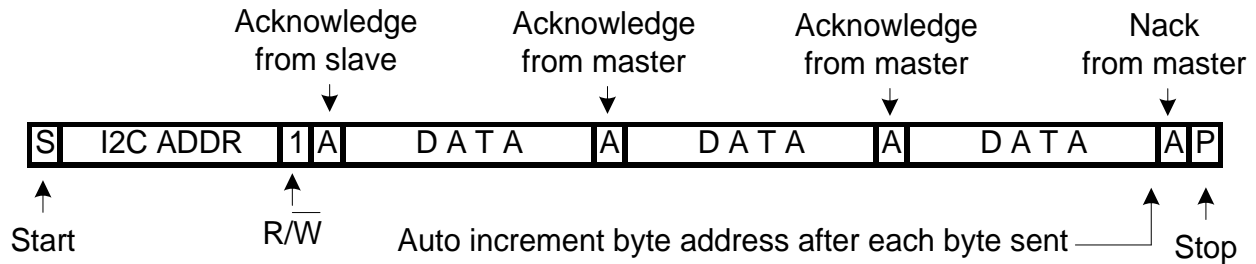 Acknowledge from slave
Acknowledge from master
Acknowledge from master
Nack from master
S I2C ADDR 1 A D A T A A D A T A A D A T A A P
Start
R/W̅
Auto increment byte address after each byte sent
Stop